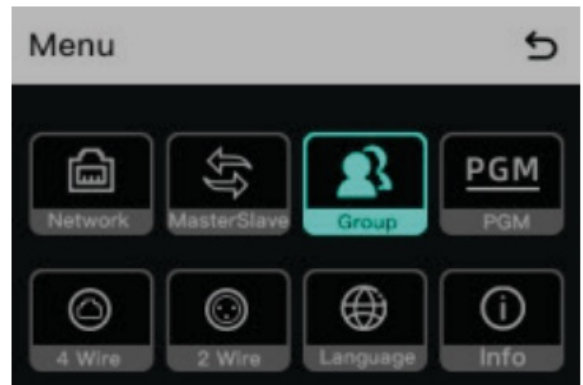 Menu
Network MasterSlave Group PGM PGM
4 Wire 2 Wire Language Info